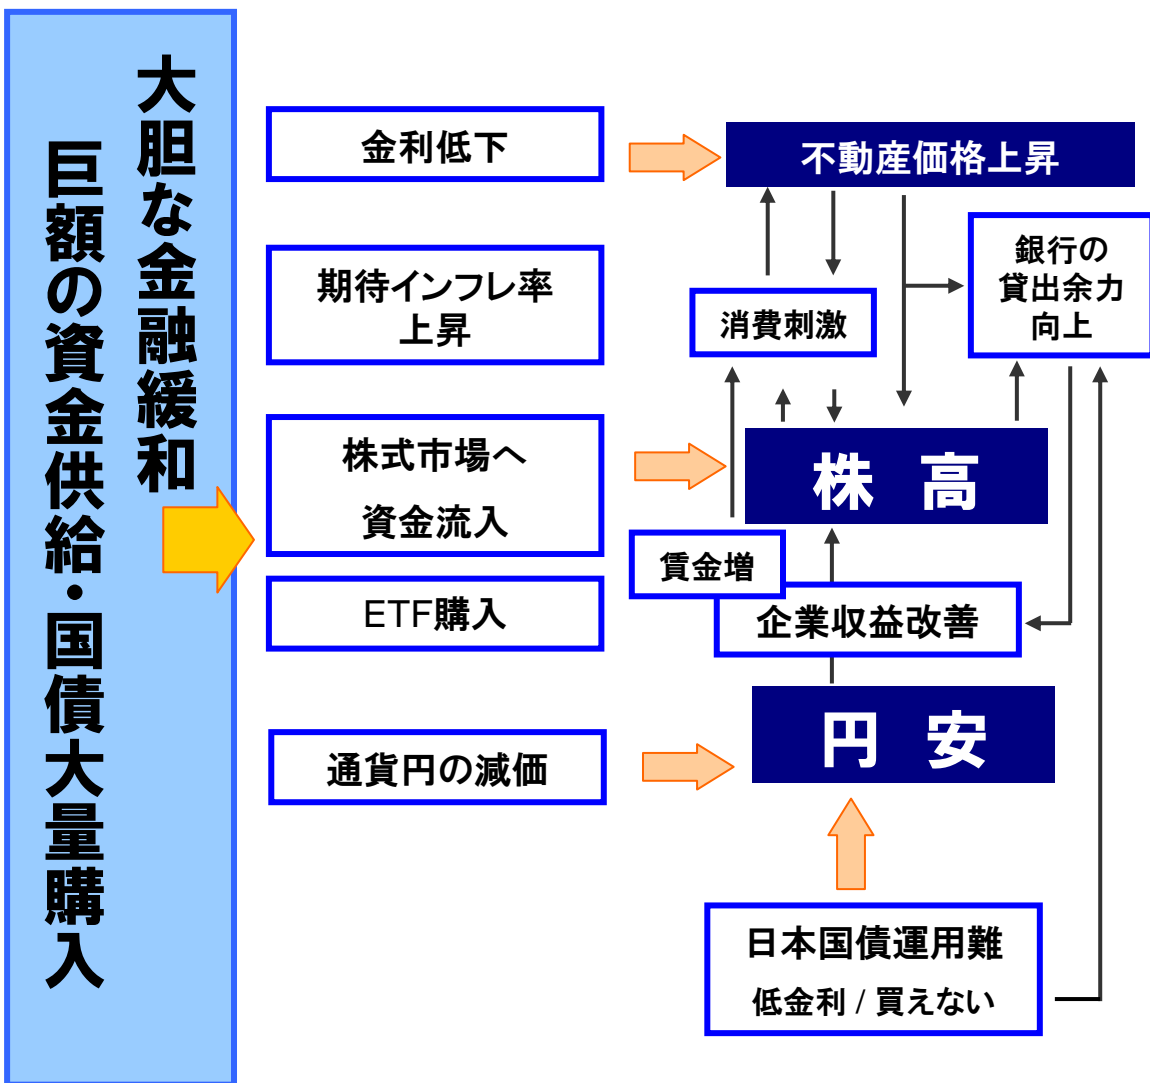 大胆な金融緩和
巨額の資金供給・国債大量購入
金利低下
期待インフレ率
上昇
株式市場へ
資金流入
ETF購入
通貨円の減価
不動産価格上昇
消費刺激
銀行の
貸出余力
向上
株 高
賃金増
企業収益改善
円 安
日本国債運用難
低金利 / 買えない